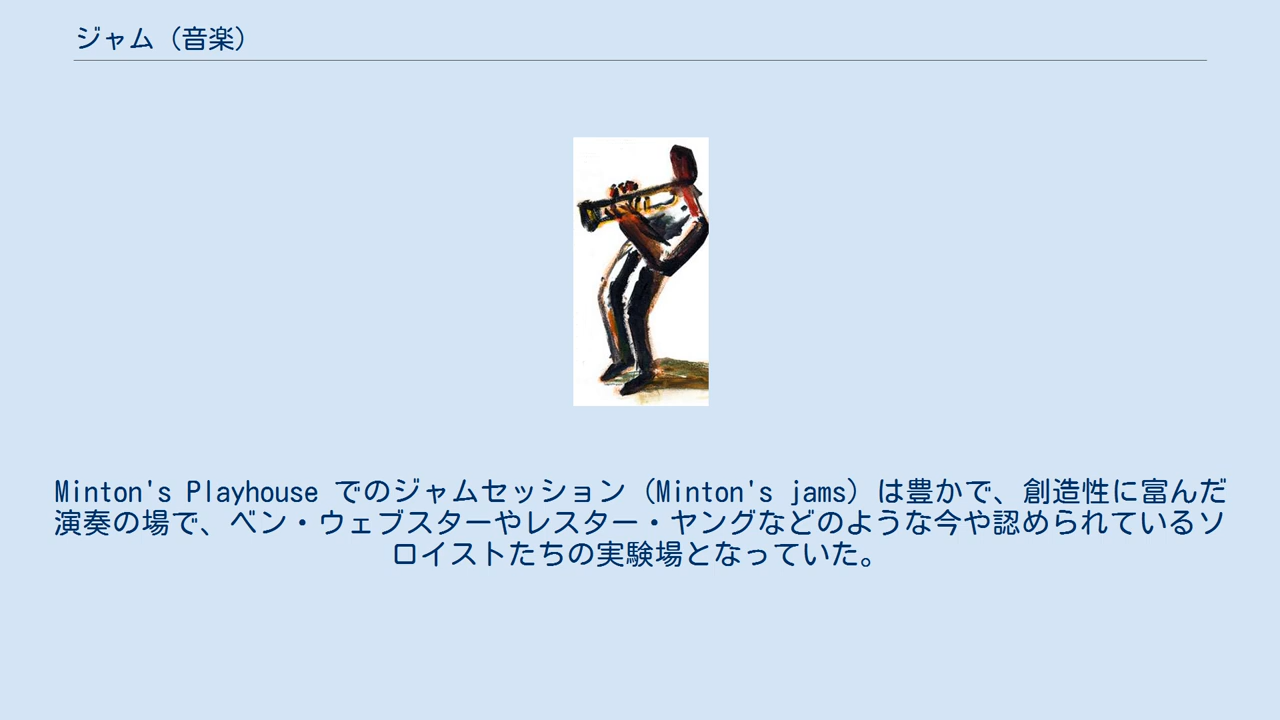 ジャム（音楽）
Minton's Playhouse でのジャムセッション（Minton's jams）は豊かで、創造性に富んだ
演奏の場で、ベン・ウェブスターやレスター・ヤングなどのような今や認められているソ
ロイストたちの実験場となっていた。